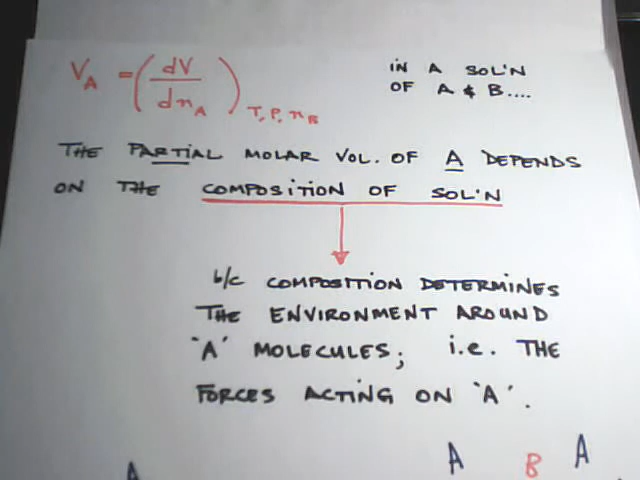 V_A = (dV/dn_A)_T,P,n_B
IN A SOL'N
OF A & B....
THE PARTIAL MOLAR VOL. OF A DEPENDS
ON THE COMPOSITION OF SOL'N
b/c COMPOSITION DETERMINES
THE ENVIRONMENT AROUND
'A' MOLECULES; i.e. THE
FORCES ACTING ON 'A'.
A B A
A